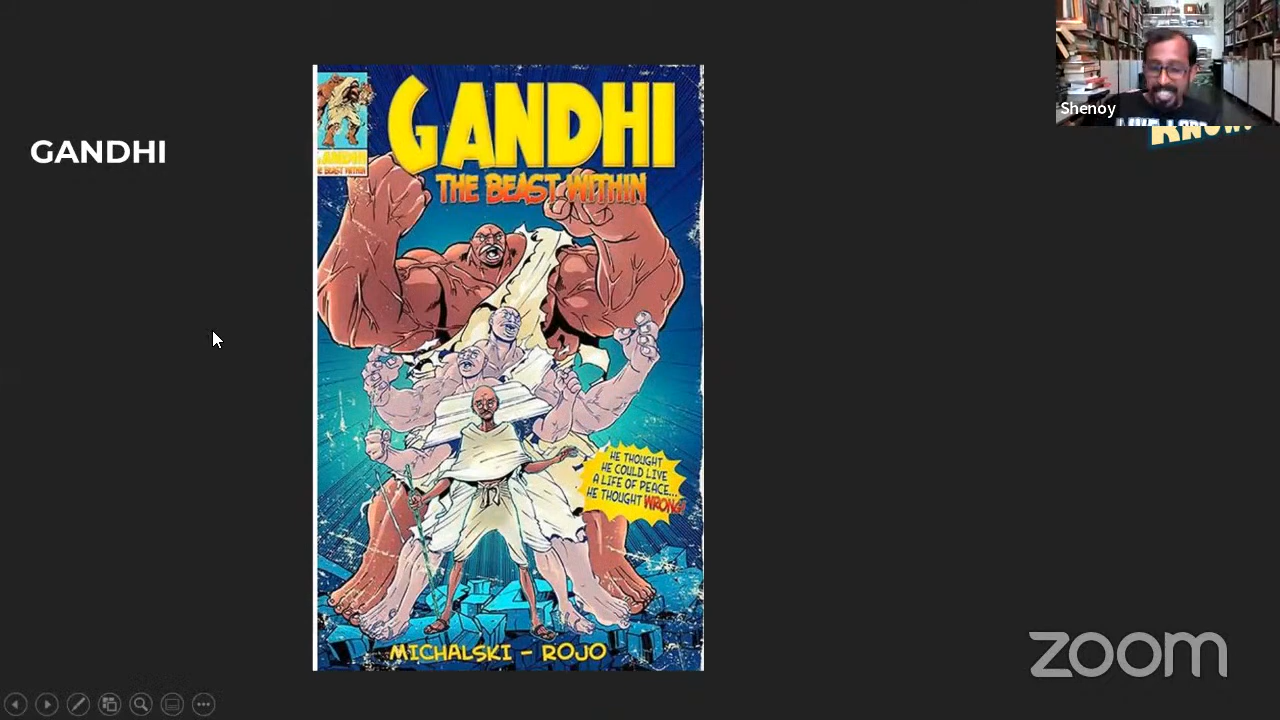 GANDHI
GANDHI
THE BEAST WITHIN
HE THOUGHT
HE COULD LIVE
A LIFE OF PEACE...
HE THOUGHT WRONG
MICHALSKI - ROJO
Shenoy
zoom